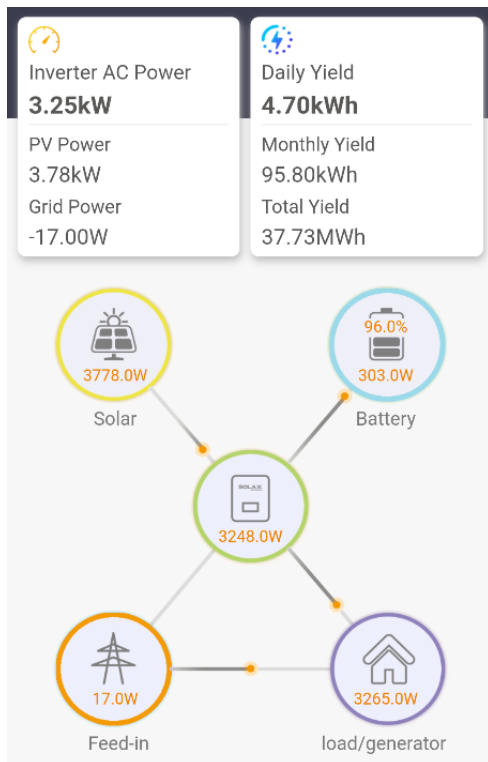 Inverter AC Power
3.25kW
PV Power
3.78kW
Grid Power
-17.00W
Daily Yield
4.70kWh
Monthly Yield
95.80kWh
Total Yield
37.73MWh
3778.0W
Solar
96.0%
303.0W
Battery
SOLAX
3248.0W
17.0W
Feed-in
3265.0W
load/generator